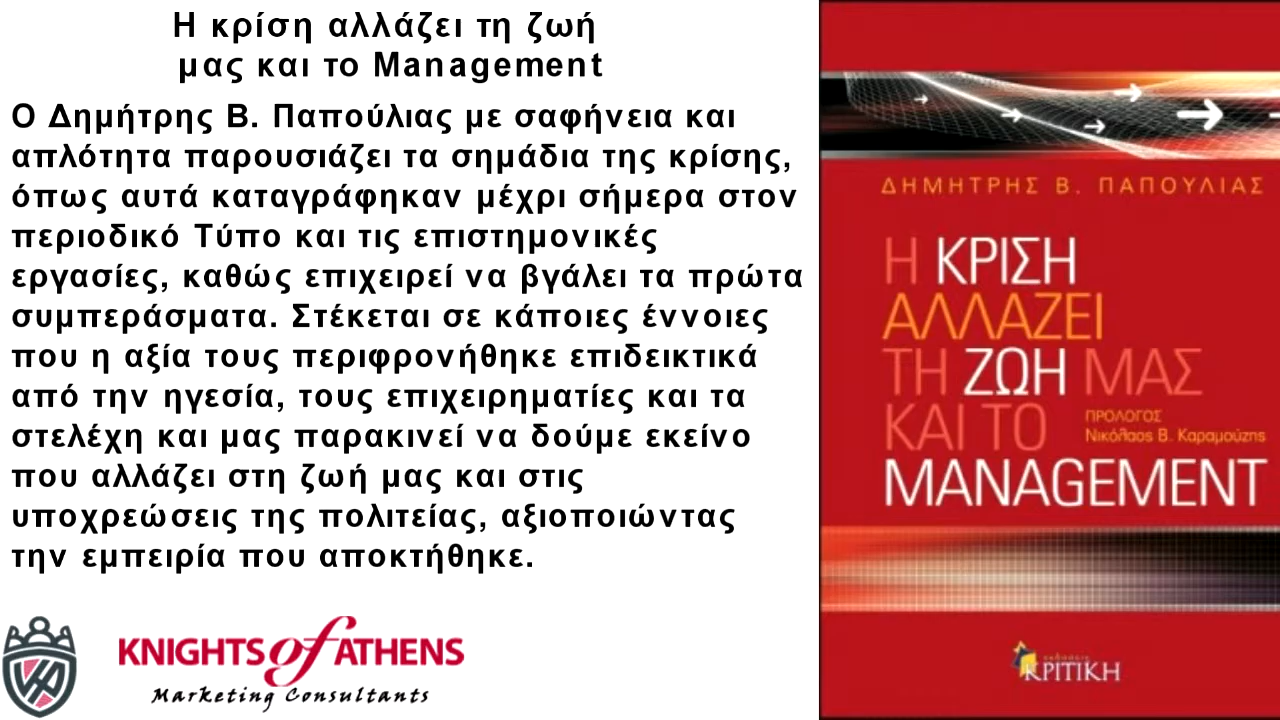 Η κρίση αλλάζει τη ζωή
μας και το Management
Ο Δημήτρης Β. Παπούλιας με σαφήνεια και
απλότητα παρουσιάζει τα σημάδια της κρίσης,
όπως αυτά καταγράφηκαν μέχρι σήμερα στον
περιοδικό Τύπο και τις επιστημονικές
εργασίες, καθώς επιχειρεί να βγάλει τα πρώτα
συμπεράσματα. Στέκεται σε κάποιες έννοιες
που η αξία τους περιφρονήθηκε επιδεικτικά
από την ηγεσία, τους επιχειρηματίες και τα
στελέχη και μας παρακινεί να δούμε εκείνο
που αλλάζει στη ζωή μας και στις
υποχρεώσεις της πολιτείας, αξιοποιώντας
την εμπειρία που αποκτήθηκε.
KNIGHTS of ATHENS
Marketing Consultants
ΔΗΜΗΤΡΗΣ Β. ΠΑΠΟΥΛΙΑΣ
Η ΚΡΙΣΗ
ΑΛΛΑΖΕΙ
ΤΗ ΖΩΗ ΜΑΣ
ΚΑΙ ΤΟ
ΠΡΟΛΟΓΟΣ
Νικόλαος Β. Καραμούζης
MANAGEMENT
εκδόσεις
ΚΡΙΤΙΚΗ